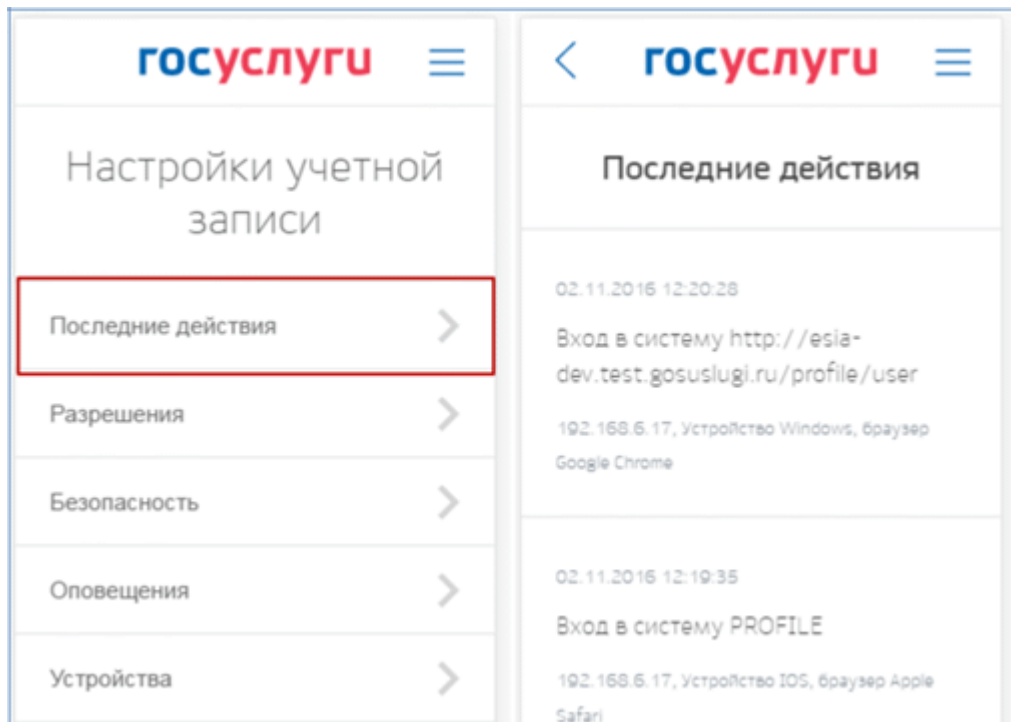 госуслуги
Настройки учетной
записи
Последние действия
Разрешения
Безопасность
Оповещения
Устройства
госуслуги
Последние действия
02.11.2016 12:20:28
Вход в систему http://esia-
dev.test.gosuslugi.ru/profile/user
192.168.6.17, Устройство Windows, браузер
Google Chrome
02.11.2016 12:19:35
Вход в систему PROFILE
192.168.6.17, Устройство IOS, браузер Apple
Safari